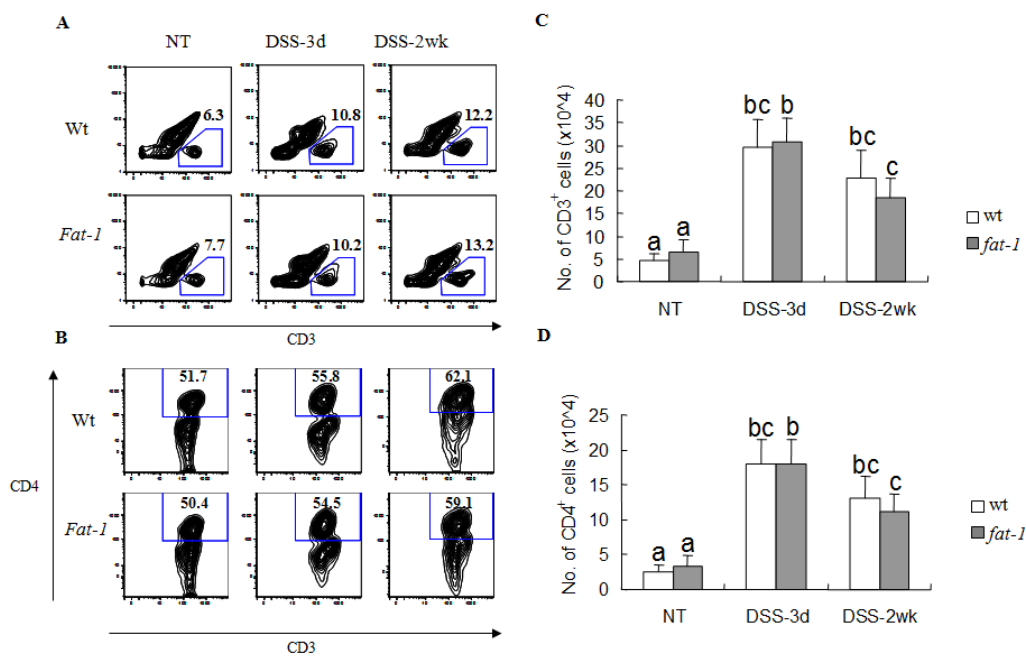 A
NT DSS-3d DSS-2wk
Wt
6.3 10.8 12.2
Fat-1
7.7 10.2 13.2
CD3
B
Wt
51.7 55.8 62.1
CD4
Fat-1
50.4 54.5 59.1
CD3
C
No. of CD3⁺ cells (x10^4)
40
35
30
25
20
15
10
5
0
a a bc b bc c
NT DSS-3d DSS-2wk
wt
fat-1
D
No. of CD4⁺ cells (x10^4)
25
20
15
10
5
0
a a bc b bc c
NT DSS-3d DSS-2wk
wt
fat-1